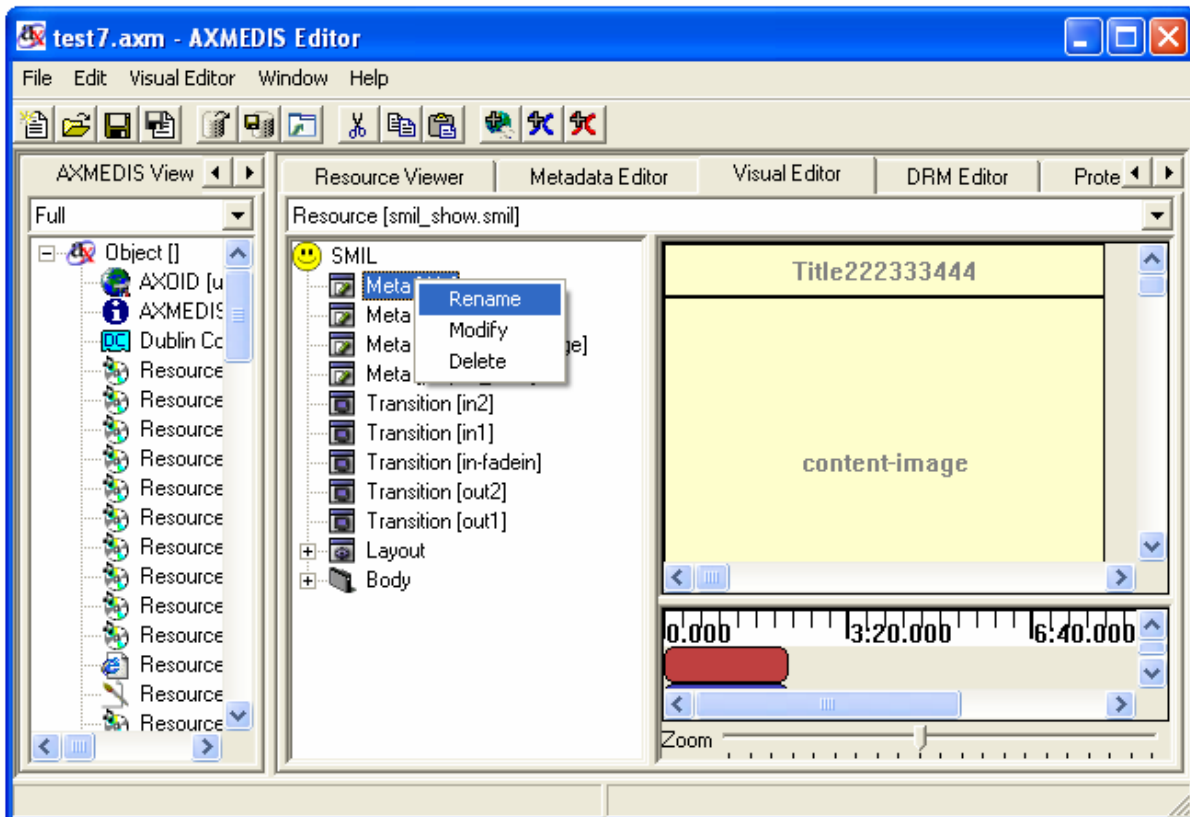 test7.axm - AXMEDIS Editor
File Edit Visual Editor Window Help
AXMEDIS View
Resource Viewer Metadata Editor Visual Editor DRM Editor Prote
Full
Resource [smil_show.smil]
Object []
AXOID [u
AXMEDIS
Dublin Co
Resource
Resource
Resource
Resource
Resource
Resource
Resource
Resource
Resource
Resource
Resource
Resource
Resource
SMIL
Meta
Meta
Meta ge]
Meta
Transition [in2]
Transition [in1]
Transition [in-fadein]
Transition [out2]
Transition [out1]
Layout
Body
Rename
Modify
Delete
Title222333444
content-image
0.000 3:20.000 6:40.000
Zoom